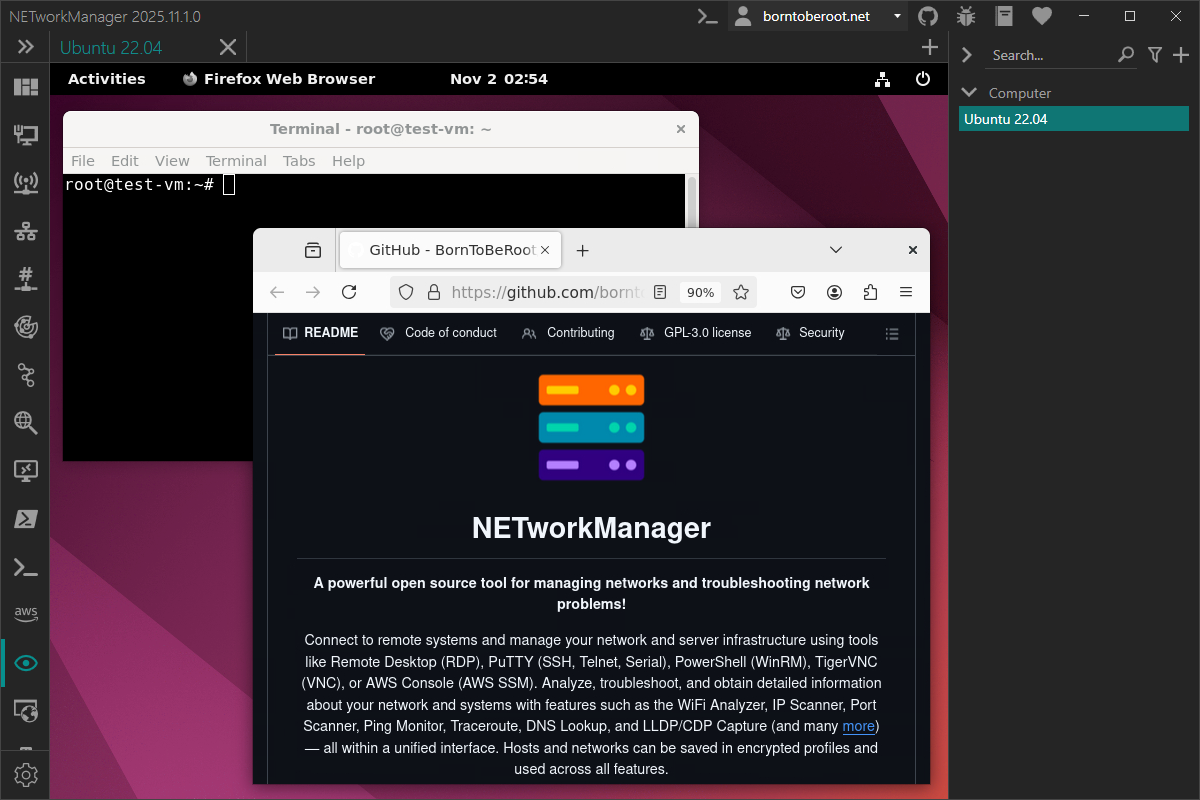 NETworkManager 2025.11.1.0
borntoberoot.net
Ubuntu 22.04
Search...
Computer
Ubuntu 22.04
aws
Activities
Firefox Web Browser
Nov 2 02:54
Terminal - root@test-vm: ~
File Edit View Terminal Tabs Help
root@test-vm:~#
GitHub - BornToBeRoot
https://github.com/bornt
90%
README
Code of conduct
Contributing
GPL-3.0 license
Security
NETworkManager
A powerful open source tool for managing networks and troubleshooting network
problems!
Connect to remote systems and manage your network and server infrastructure using tools
like Remote Desktop (RDP), PuTTY (SSH, Telnet, Serial), PowerShell (WinRM), TigerVNC
(VNC), or AWS Console (AWS SSM). Analyze, troubleshoot, and obtain detailed information
about your network and systems with features such as the WiFi Analyzer, IP Scanner, Port
Scanner, Ping Monitor, Traceroute, DNS Lookup, and LLDP/CDP Capture (and many more)
— all within a unified interface. Hosts and networks can be saved in encrypted profiles and
used across all features.